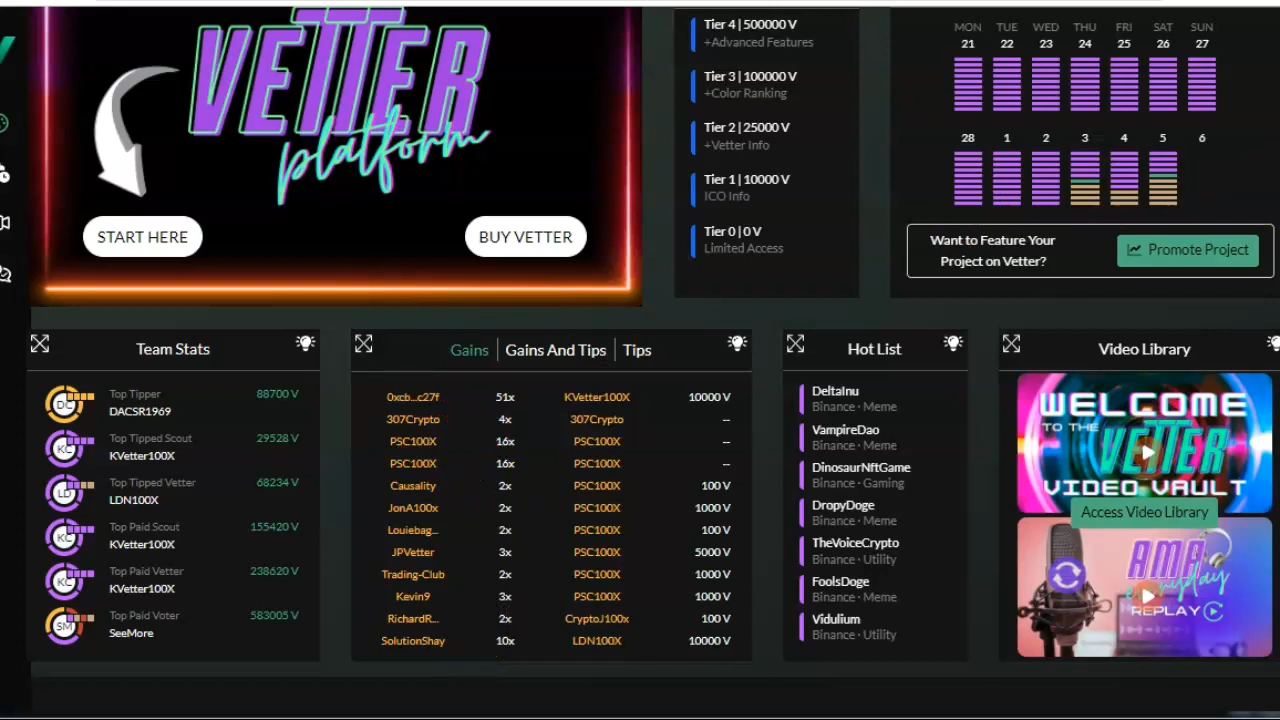 VETTER
platform
START HERE
BUY VETTER
Tier 4 | 500000 V
+Advanced Features
Tier 3 | 100000 V
+Color Ranking
Tier 2 | 25000 V
+Vetter Info
Tier 1 | 10000 V
ICO Info
Tier 0 | 0 V
Limited Access
MON TUE WED THU FRI SAT SUN
21 22 23 24 25 26 27
28 1 2 3 4 5 6
Want to Feature Your
Project on Vetter?
Promote Project
Team Stats
Top Tipper 88700 V
DACSR1969
Top Tipped Scout 29528 V
KVetter100X
Top Tipped Vetter 68234 V
LDN100X
Top Paid Scout 155420 V
KVetter100X
Top Paid Vetter 238620 V
KVetter100X
Top Paid Voter 583005 V
SeeMore
DC
KC
LD
KC
KC
SM
Gains Gains And Tips Tips
0xcb...c27f 51x KVetter100X 10000 V
307Crypto 4x 307Crypto --
PSC100X 16x PSC100X --
PSC100X 16x PSC100X --
Causality 2x PSC100X 100 V
JonA100x 2x PSC100X 1000 V
Louiebag... 2x PSC100X 100 V
JPVetter 3x PSC100X 5000 V
Trading-Club 2x PSC100X 1000 V
Kevin9 3x PSC100X 1000 V
RichardR... 2x CryptoJ100x 100 V
SolutionShay 10x LDN100X 10000 V
Hot List
DeltaInu
Binance · Meme
VampireDao
Binance · Meme
DinosaurNftGame
Binance · Gaming
DropyDoge
Binance · Meme
TheVoiceCrypto
Binance · Utility
FoolsDoge
Binance · Meme
Vidulium
Binance · Utility
Video Library
WELCOME
TO THE VETTER
VIDEO VAULT
Access Video Library
AMA
everyday
REPLAY